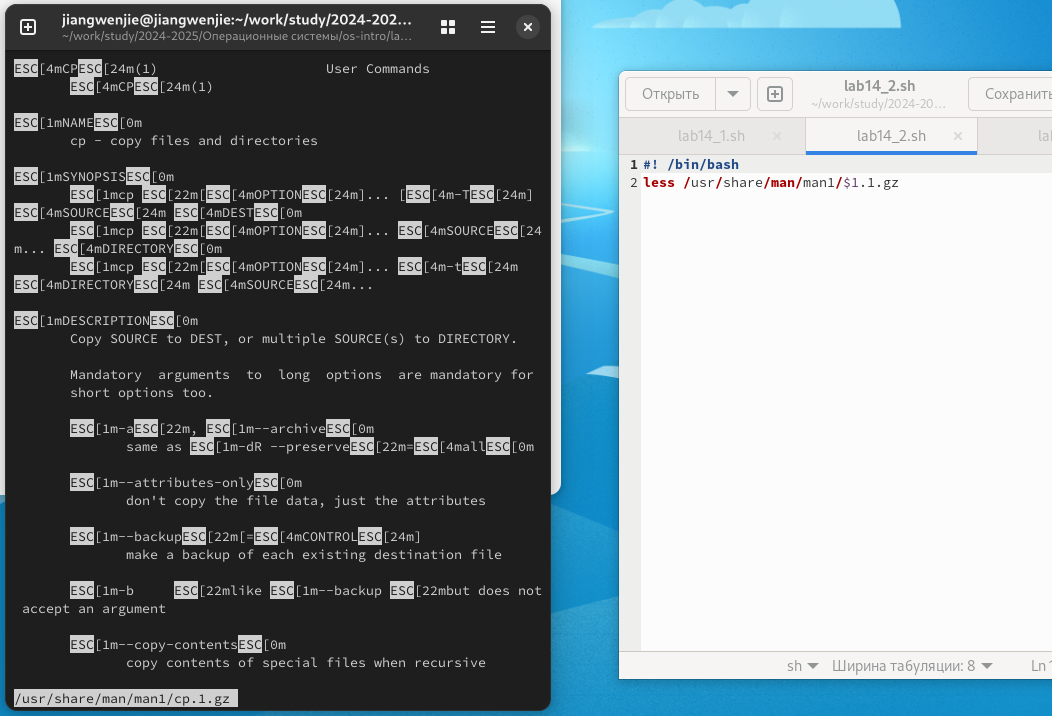 jiangwenjie@jiangwenjie:~/work/study/2024-202...
~/work/study/2024-2025/Операционные системы/os-intro/la...
ESC[4mCPESC[24m(1) User Commands
ESC[4mCPESC[24m(1)
ESC[1mNAMEESC[0m
cp - copy files and directories
ESC[1mSYNOPSISESC[0m
ESC[1mcp ESC[22m[ESC[4mOPTIONESC[24m]... [ESC[4m-TESC[24m]
ESC[4mSOURCEESC[24m ESC[4mDESTESC[0m
ESC[1mcp ESC[22m[ESC[4mOPTIONESC[24m]... ESC[4mSOURCEESC[24
m... ESC[4mDIRECTORYESC[0m
ESC[1mcp ESC[22m[ESC[4mOPTIONESC[24m]... ESC[4m-tESC[24m
ESC[4mDIRECTORYESC[24m ESC[4mSOURCEESC[24m...
ESC[1mDESCRIPTIONESC[0m
Copy SOURCE to DEST, or multiple SOURCE(s) to DIRECTORY.
Mandatory arguments to long options are mandatory for
short options too.
ESC[1m-aESC[22m, ESC[1m--archiveESC[0m
same as ESC[1m-dR --preserveESC[22m=ESC[4mallESC[0m
ESC[1m--attributes-onlyESC[0m
don't copy the file data, just the attributes
ESC[1m--backupESC[22m[=ESC[4mCONTROLESC[24m]
make a backup of each existing destination file
ESC[1m-b ESC[22mlike ESC[1m--backup ESC[22mbut does not
accept an argument
ESC[1m--copy-contentsESC[0m
copy contents of special files when recursive
/usr/share/man/man1/cp.1.gz
Открыть
lab14_2.sh
~/work/study/2024-20...
Сохранить
lab14_1.sh
lab14_2.sh
la
1 #! /bin/bash
2 less /usr/share/man/man1/$1.1.gz
sh Ширина табуляции: 8 Ln